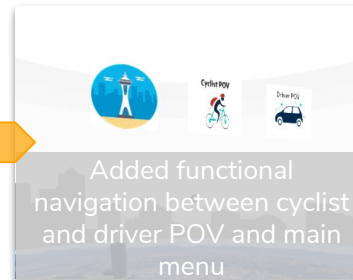 Cyclist POV
Driver POV
Added functional
navigation between cyclist
and driver POV and main
menu